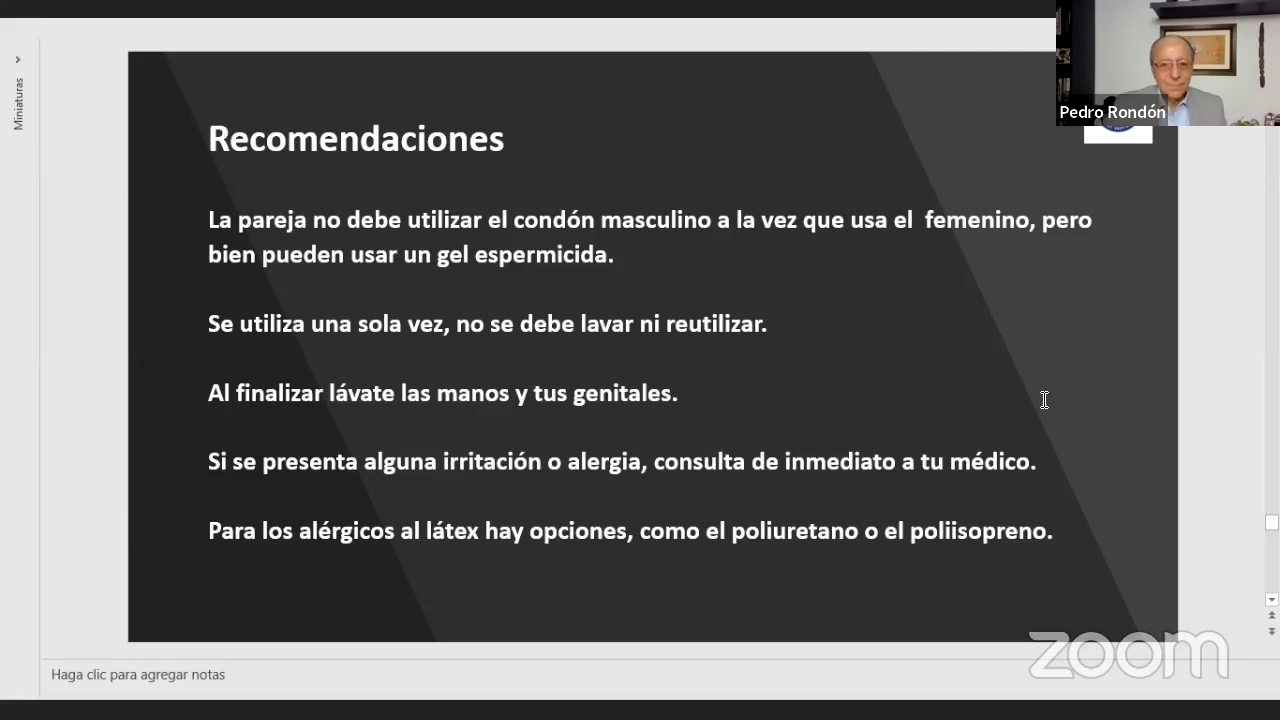 Miniaturas
Pedro Rondón
Recomendaciones
La pareja no debe utilizar el condón masculino a la vez que usa el femenino, pero
bien pueden usar un gel espermicida.
Se utiliza una sola vez, no se debe lavar ni reutilizar.
Al finalizar lávate las manos y tus genitales.
Si se presenta alguna irritación o alergia, consulta de inmediato a tu médico.
Para los alérgicos al látex hay opciones, como el poliuretano o el poliisopreno.
zoom
Haga clic para agregar notas